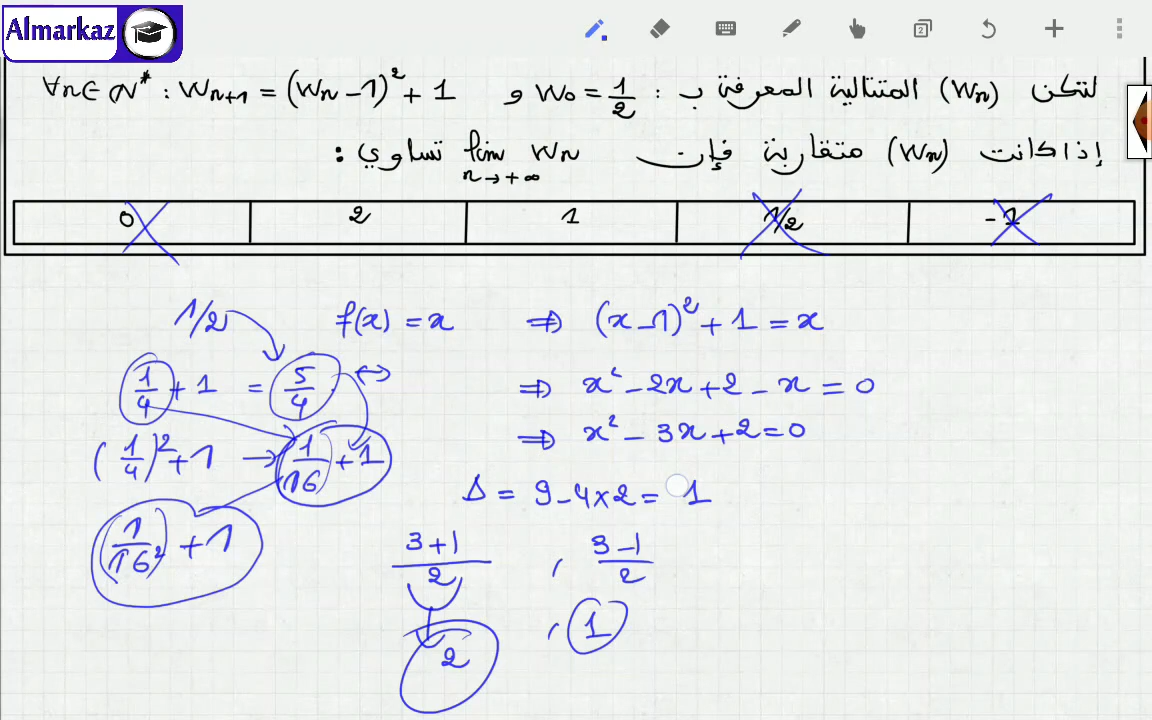 Almarkaz
لتكن (Wn) المتتالية المعرفة ب : W0 = 1/2 و ∀n∈N* : Wn+1 = (Wn − 1)² + 1
إذا كانت (Wn) متقاربة فإن lim Wn تساوي :
n→+∞
0 2 1 1/2 -1
1/2 f(x) = x ⇒ (x−1)² + 1 = x
1/4 + 1 = 5/4 ↔ ⇒ x² − 2x + 2 − x = 0
⇒ x² − 3x + 2 = 0
(1/4)² + 1 → 1/16 + 1
Δ = 9 − 4×2 = 1
(1/16²) + 1 3+1/2 , 3−1/2
2 , 1